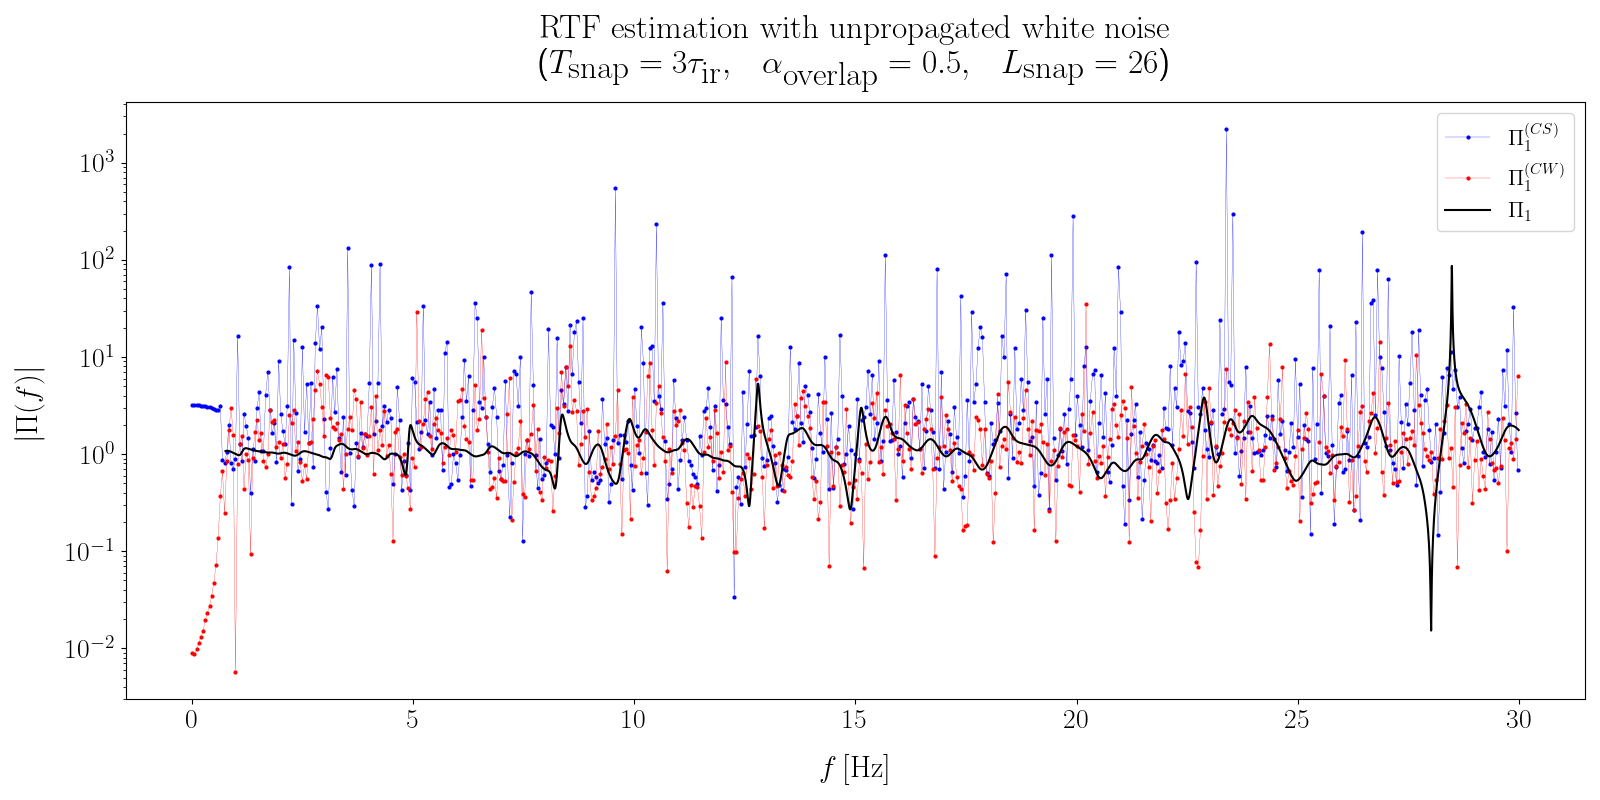 RTF estimation with unpropagated white noise
(T_snap = 3τ_ir,   α_overlap = 0.5,   L_snap = 26)
Π_1^(CS)
Π_1^(CW)
Π_1
|Π(f)|
10^3
10^2
10^1
10^0
10^−1
10^−2
0 5 10 15 20 25 30
f [Hz]